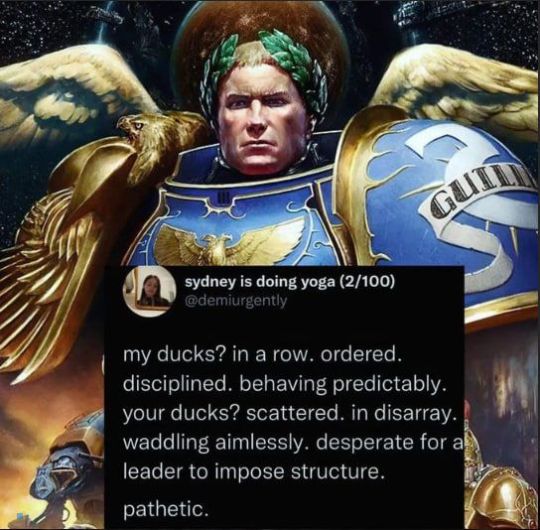 GUILLI
sydney is doing yoga (2/100)
@demiurgently
my ducks? in a row. ordered.
disciplined. behaving predictably.
your ducks? scattered. in disarray.
waddling aimlessly. desperate for a
leader to impose structure.
pathetic.